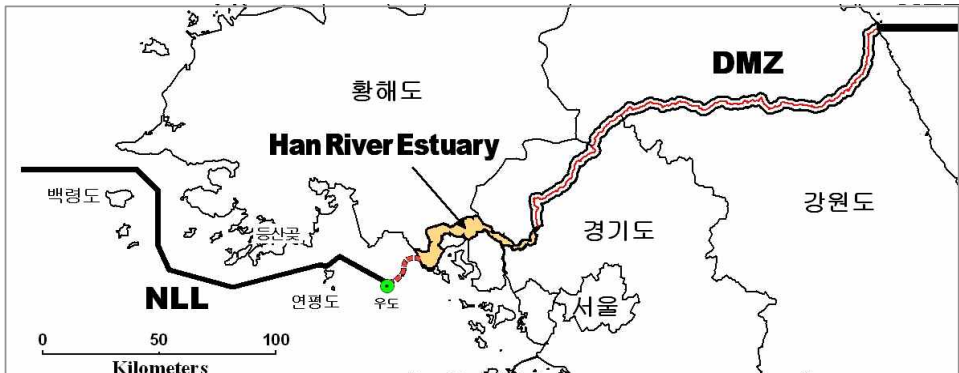 DMZ
황해도
Han River Estuary
백령도
강원도
경기도
등산곶
NLL
연평도
우도
서울
0 50 100
Kilometers